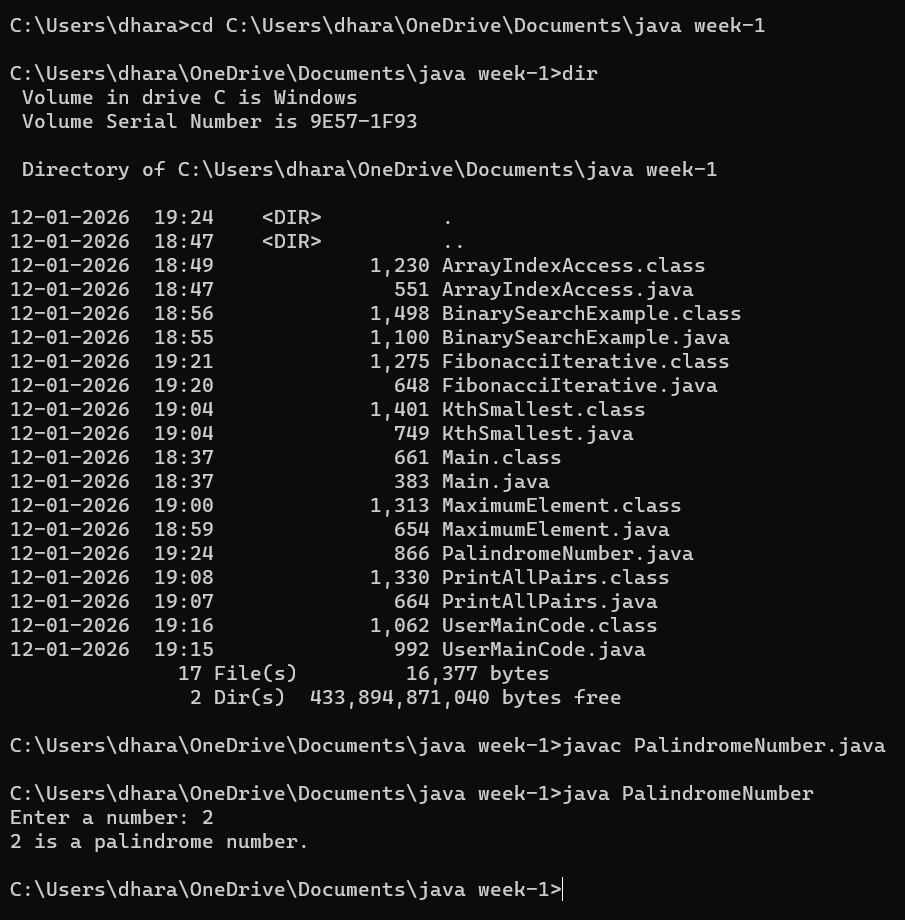 C:\Users\dhara>cd C:\Users\dhara\OneDrive\Documents\java week-1
C:\Users\dhara\OneDrive\Documents\java week-1>dir
 Volume in drive C is Windows
 Volume Serial Number is 9E57-1F93
 Directory of C:\Users\dhara\OneDrive\Documents\java week-1
12-01-2026  19:24    <DIR>          .
12-01-2026  18:47    <DIR>          ..
12-01-2026  18:49             1,230 ArrayIndexAccess.class
12-01-2026  18:47               551 ArrayIndexAccess.java
12-01-2026  18:56             1,498 BinarySearchExample.class
12-01-2026  18:55             1,100 BinarySearchExample.java
12-01-2026  19:21             1,275 FibonacciIterative.class
12-01-2026  19:20               648 FibonacciIterative.java
12-01-2026  19:04             1,401 KthSmallest.class
12-01-2026  19:04               749 KthSmallest.java
12-01-2026  18:37               661 Main.class
12-01-2026  18:37               383 Main.java
12-01-2026  19:00             1,313 MaximumElement.class
12-01-2026  18:59               654 MaximumElement.java
12-01-2026  19:24               866 PalindromeNumber.java
12-01-2026  19:08             1,330 PrintAllPairs.class
12-01-2026  19:07               664 PrintAllPairs.java
12-01-2026  19:16             1,062 UserMainCode.class
12-01-2026  19:15               992 UserMainCode.java
              17 File(s)         16,377 bytes
               2 Dir(s)  433,894,871,040 bytes free
C:\Users\dhara\OneDrive\Documents\java week-1>javac PalindromeNumber.java
C:\Users\dhara\OneDrive\Documents\java week-1>java PalindromeNumber
Enter a number: 2
2 is a palindrome number.
C:\Users\dhara\OneDrive\Documents\java week-1>